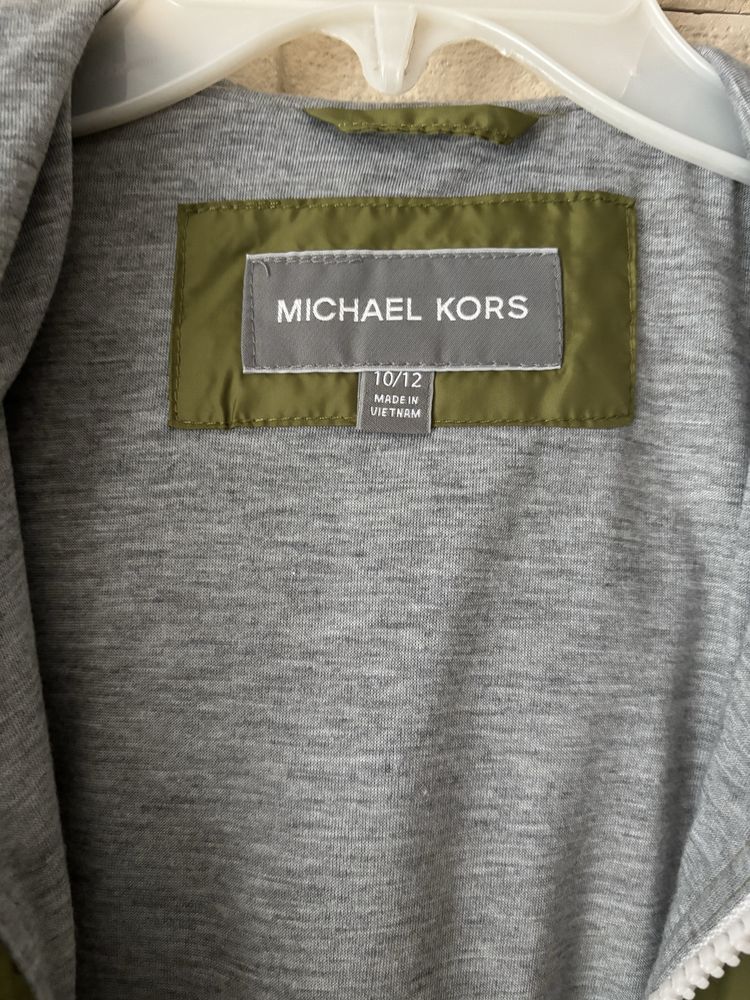 MICHAEL KORS
10/12
MADE IN
VIETNAM